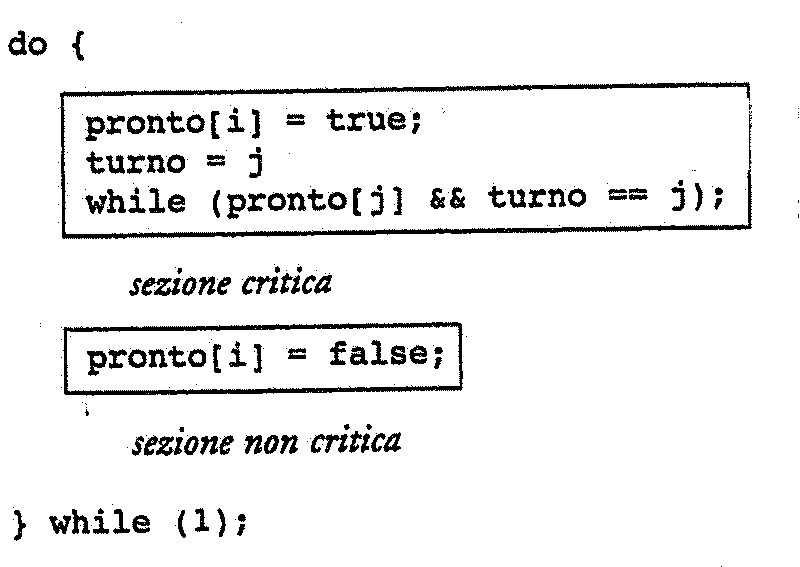 do {
pronto[i] = true;
turno = j
while (pronto[j] && turno == j);
sezione critica
pronto[i] = false;
sezione non critica
} while (1);